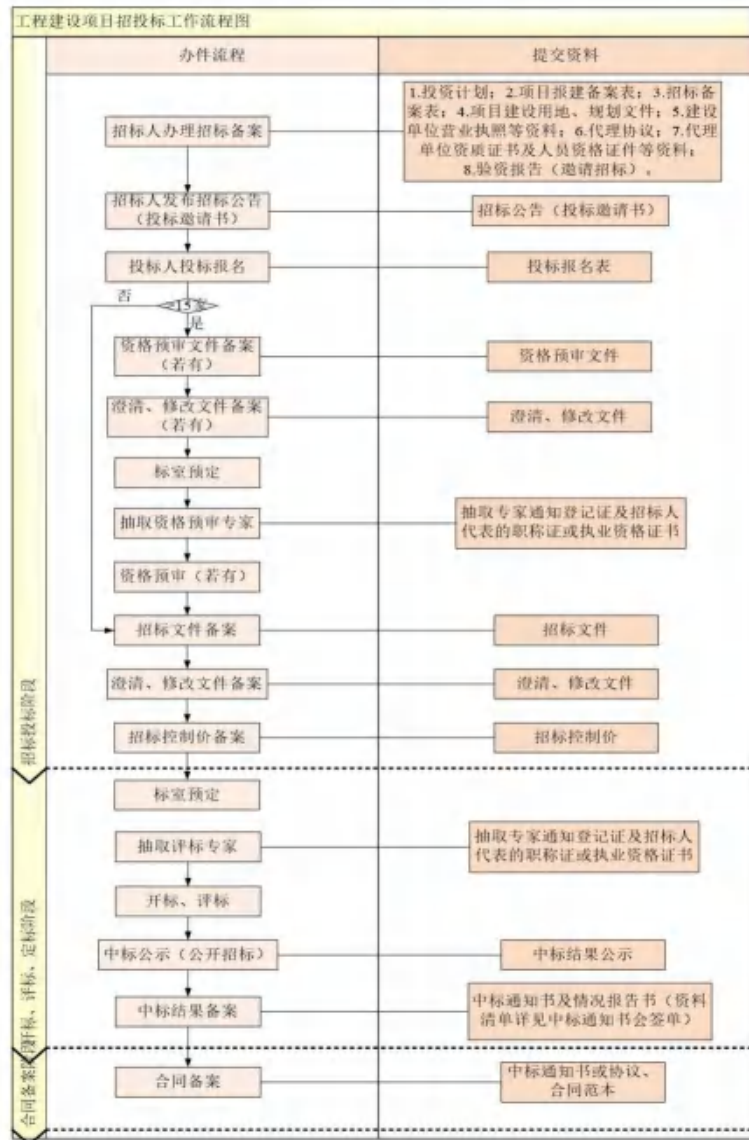 工程建设项目招投标工作流程图
办件流程
提交资料
招标人办理招标备案
1.投资计划；2.项目报建备案表；3.招标备
案表；4.项目建设用地、规划文件；5.建设
单位营业执照等资料；6.代理协议；7.代理
单位资质证书及人员资格证件等资料；
8.验资报告（邀请招标）。
招标人发布招标公告
（投标邀请书）
招标公告（投标邀请书）
投标人投标报名
投标报名表
否
是
资格预审文件备案
（若有）
资格预审文件
澄清、修改文件备案
（若有）
澄清、修改文件
标室预定
抽取资格预审专家
抽取专家通知登记证及招标人
代表的职称证或执业资格证书
资格预审（若有）
招标文件备案
招标文件
澄清、修改文件备案
澄清、修改文件
招标控制价备案
招标控制价
招标投标阶段
标室预定
抽取评标专家
抽取专家通知登记证及招标人
代表的职称证或执业资格证书
开标、评标
中标公示（公开招标）
中标结果公示
中标结果备案
中标通知书及情况报告书（资料
清单详见中标通知书会签单）
开标、评标、定标阶段
合同备案
中标通知书或协议、
合同范本
合同备案阶段